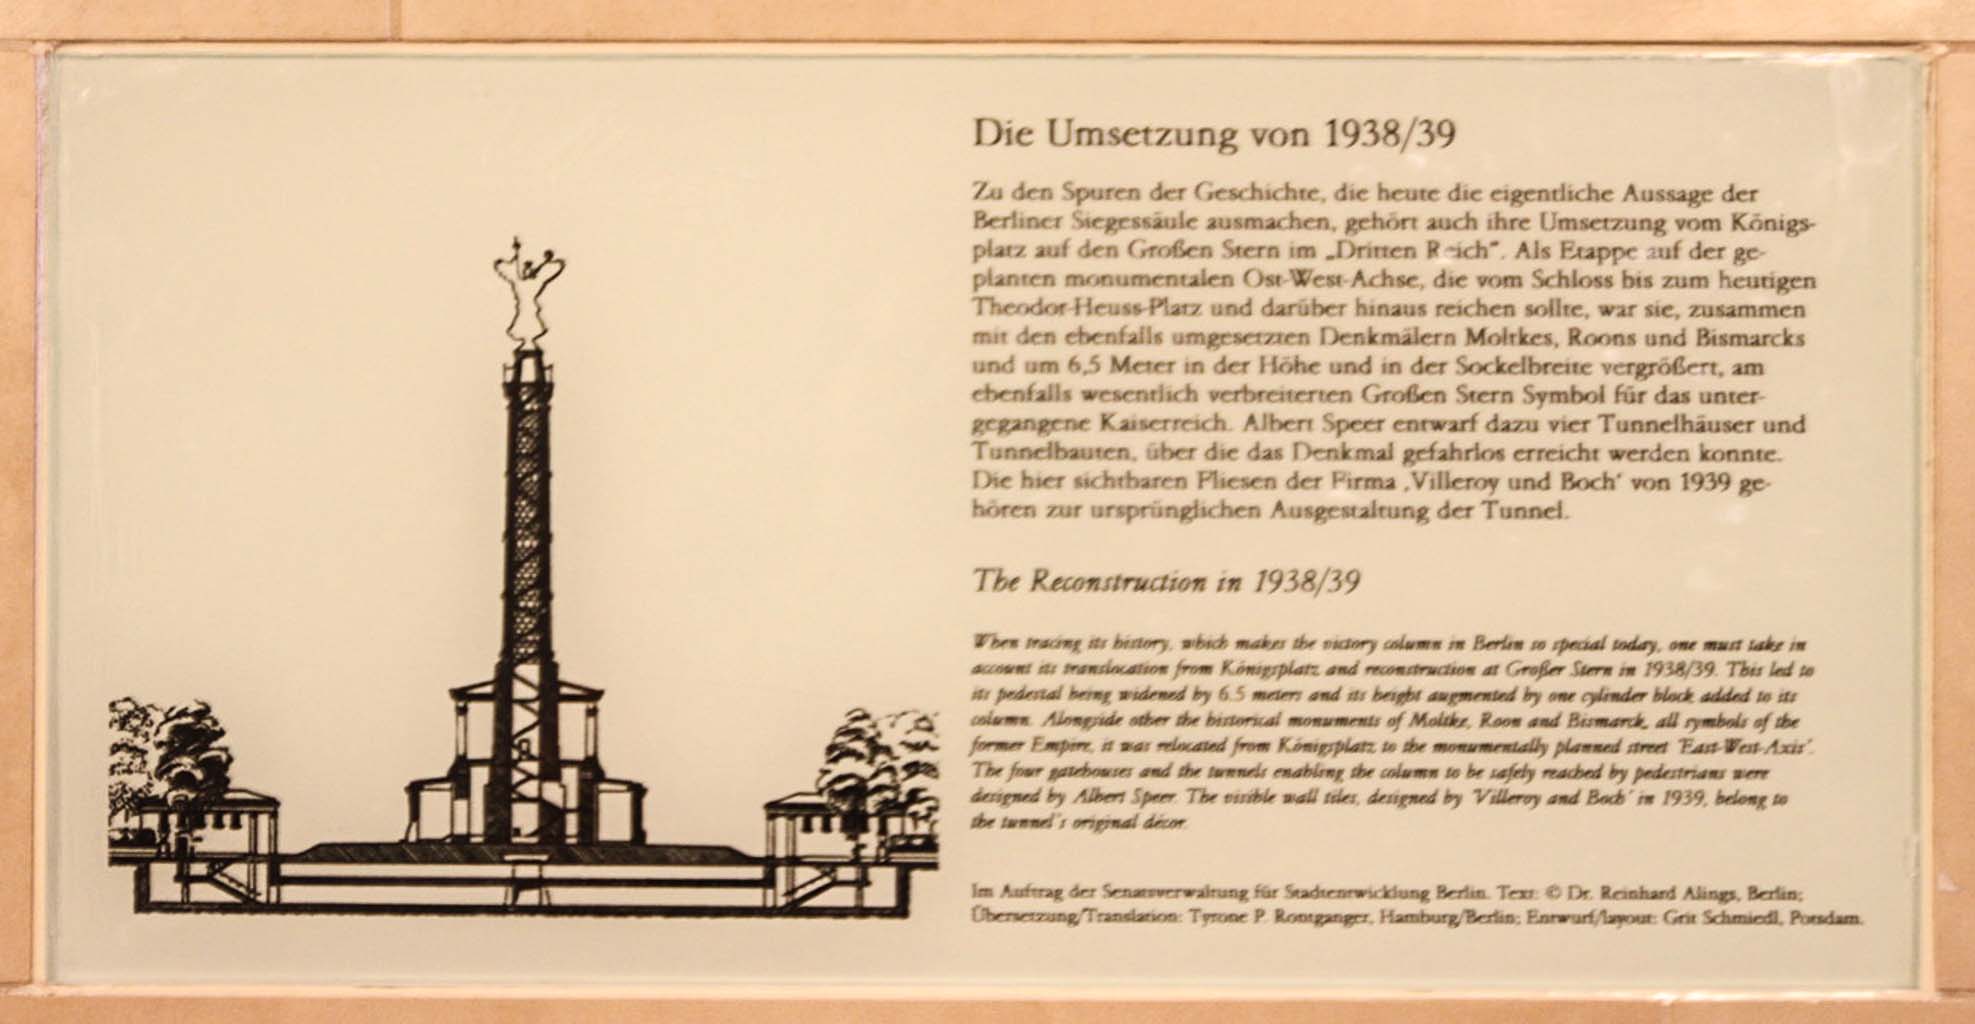 Die Umsetzung von 1938/39
Zu den Spuren der Geschichte, die heute die eigentliche Aussage der
Berliner Siegessäule ausmachen, gehört auch ihre Umsetzung vom Königs-
platz auf den Großen Stern im „Dritten Reich“. Als Etappe auf der ge-
planten monumentalen Ost-West-Achse, die vom Schloss bis zum heutigen
Theodor-Heuss-Platz und darüber hinaus reichen sollte, war sie, zusammen
mit den ebenfalls umgesetzten Denkmälern Moltkes, Roons und Bismarcks
und um 6,5 Meter in der Höhe und in der Sockelbreite vergrößert, am
ebenfalls wesentlich verbreiterten Großen Stern Symbol für das unter-
gegangene Kaiserreich. Albert Speer entwarf dazu vier Tunnelhäuser und
Tunnelbauten, über die das Denkmal gefahrlos erreicht werden konnte.
Die hier sichtbaren Fliesen der Firma ‚Villeroy und Boch‘ von 1939 ge-
hören zur ursprünglichen Ausgestaltung der Tunnel.
The Reconstruction in 1938/39
When tracing its history, which makes the victory column in Berlin so special today, one must take in
account its translocation from Königsplatz and reconstruction at Großer Stern in 1938/39. This led to
its pedestal being widened by 6.5 meters and its height augmented by one cylinder block added to its
column. Alongside other the historical monuments of Moltke, Roon and Bismarck, all symbols of the
former Empire, it was relocated from Königsplatz to the monumentally planned street 'East-West-Axis'.
The four gatehouses and the tunnels enabling the column to be safely reached by pedestrians were
designed by Albert Speer. The visible wall tiles, designed by 'Villeroy and Boch' in 1939, belong to
the tunnel's original décor.
Im Auftrag der Senatsverwaltung für Stadtentwicklung Berlin. Text: © Dr. Reinhard Alings, Berlin;
Übersetzung/Translation: Tyrone P. Rontganger, Hamburg/Berlin; Entwurf/layout: Grit Schmiedl, Potsdam.